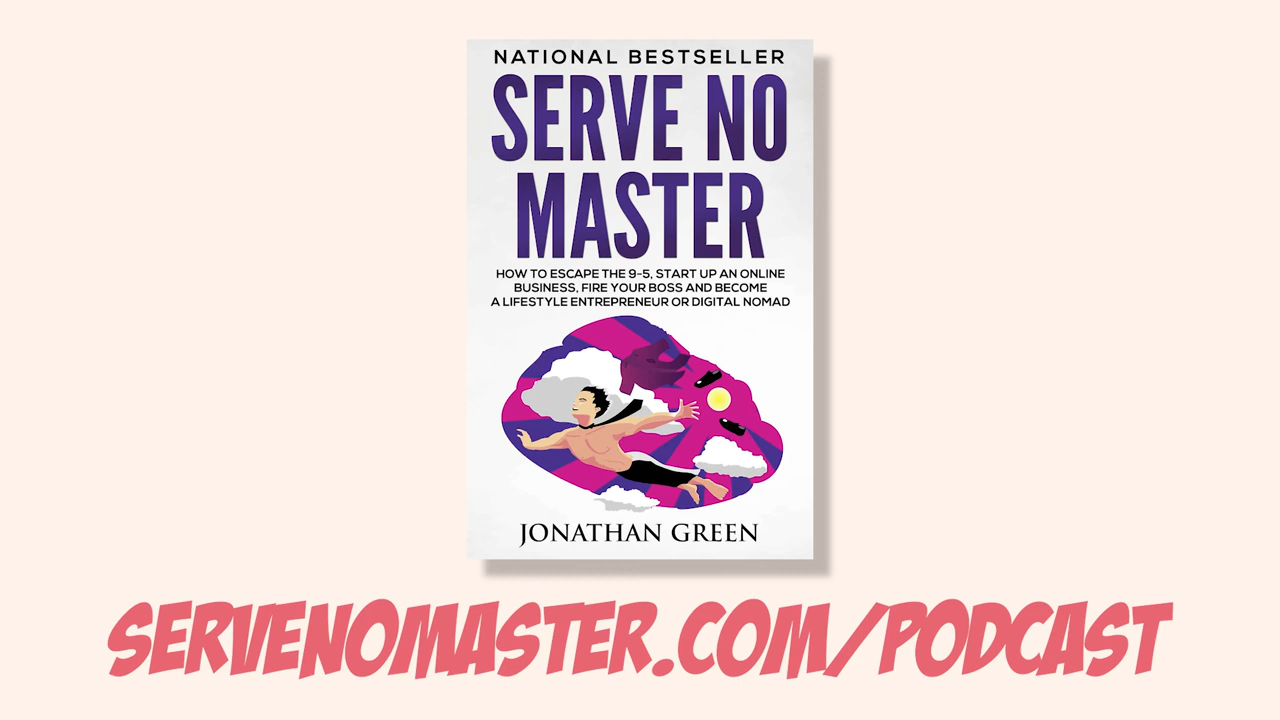 NATIONAL BESTSELLER
SERVE NO
MASTER
HOW TO ESCAPE THE 9-5, START UP AN ONLINE
BUSINESS, FIRE YOUR BOSS AND BECOME
A LIFESTYLE ENTREPRENEUR OR DIGITAL NOMAD
JONATHAN GREEN
SERVENOMASTER.COM/PODCAST